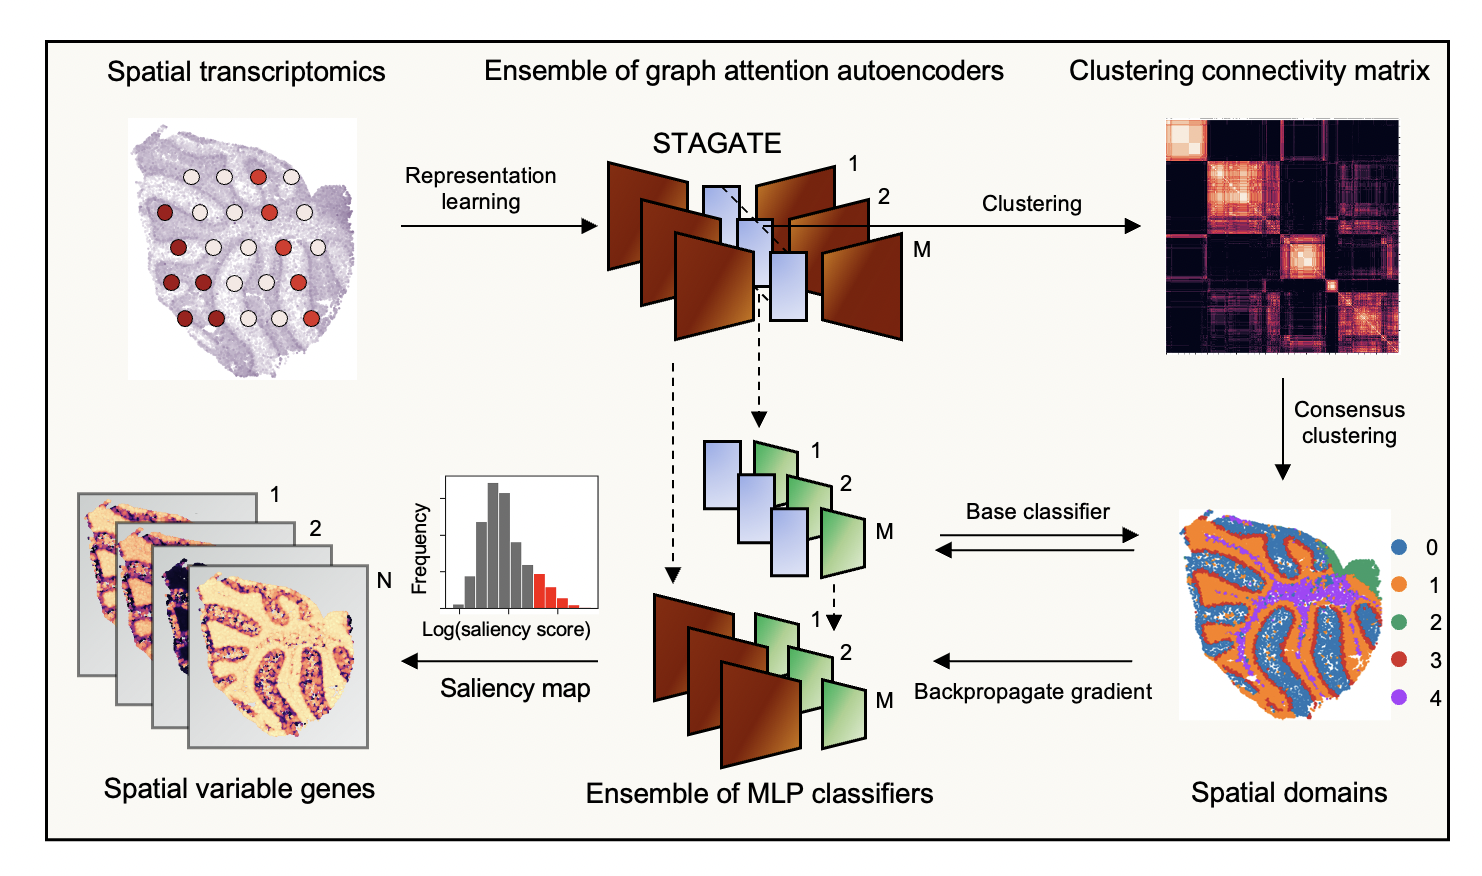 Spatial transcriptomics
Ensemble of graph attention autoencoders
Clustering connectivity matrix
STAGATE
1
2
M
Representation
learning
Clustering
Consensus
clustering
1
2
M
Base classifier
0
1
2
3
4
1
2
N
Frequency
Log(saliency score)
Saliency map
1
2
M
Backpropagate gradient
Spatial variable genes
Ensemble of MLP classifiers
Spatial domains